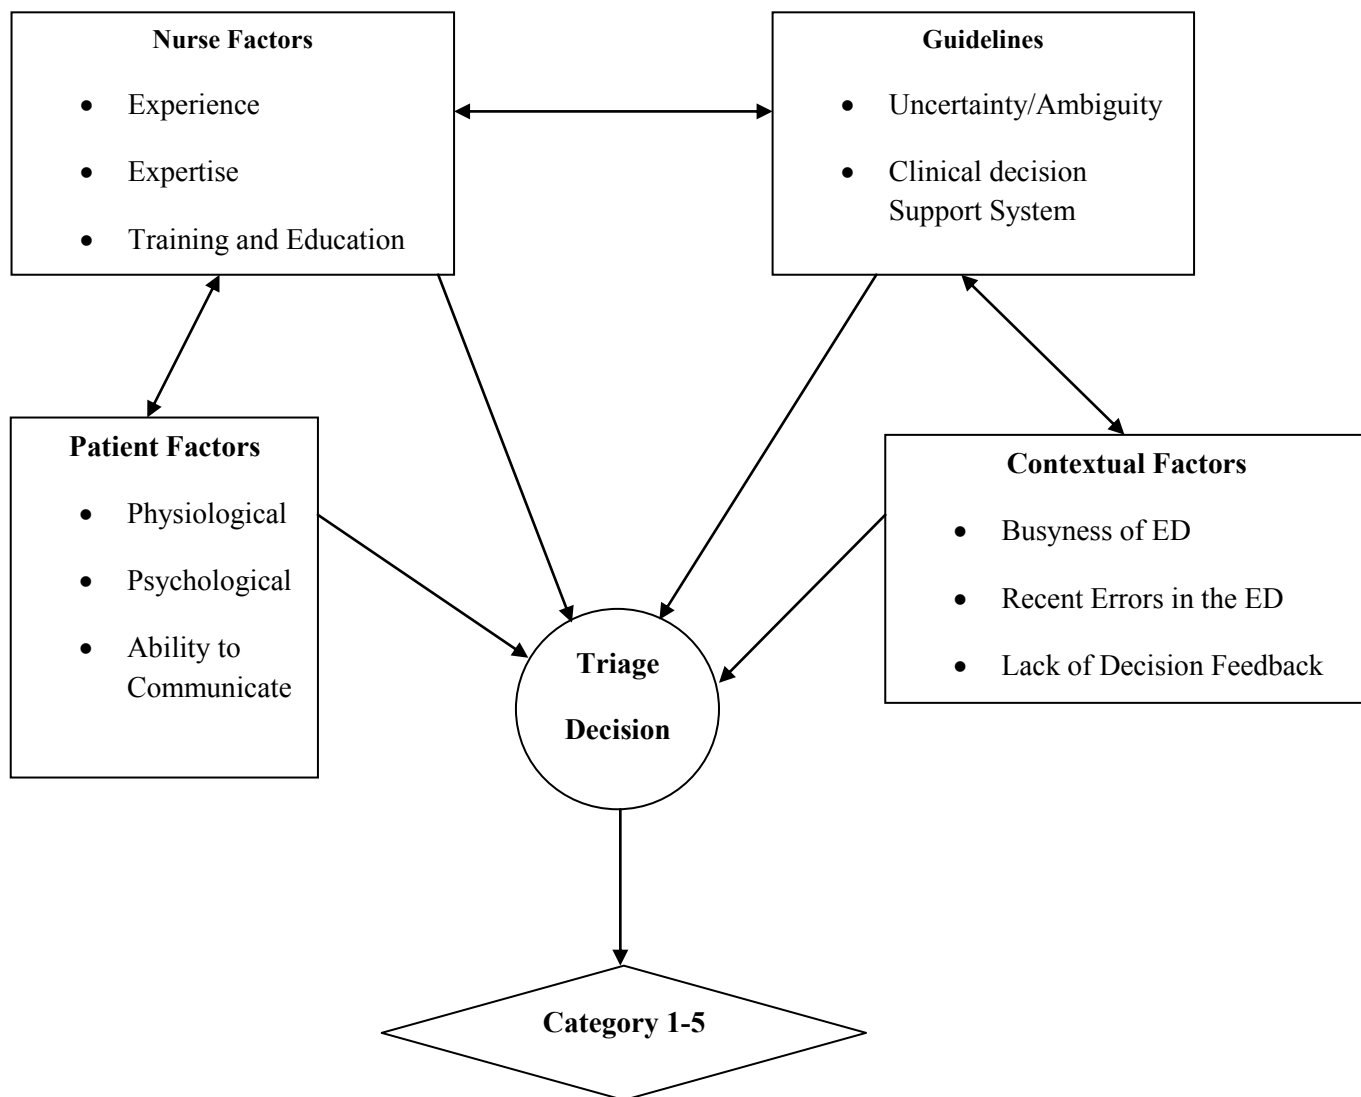 Nurse Factors
• Experience
• Expertise
• Training and Education
Guidelines
• Uncertainty/Ambiguity
• Clinical decision
Support System
Patient Factors
• Physiological
• Psychological
• Ability to
Communicate
Contextual Factors
• Busyness of ED
• Recent Errors in the ED
• Lack of Decision Feedback
Triage
Decision
Category 1-5